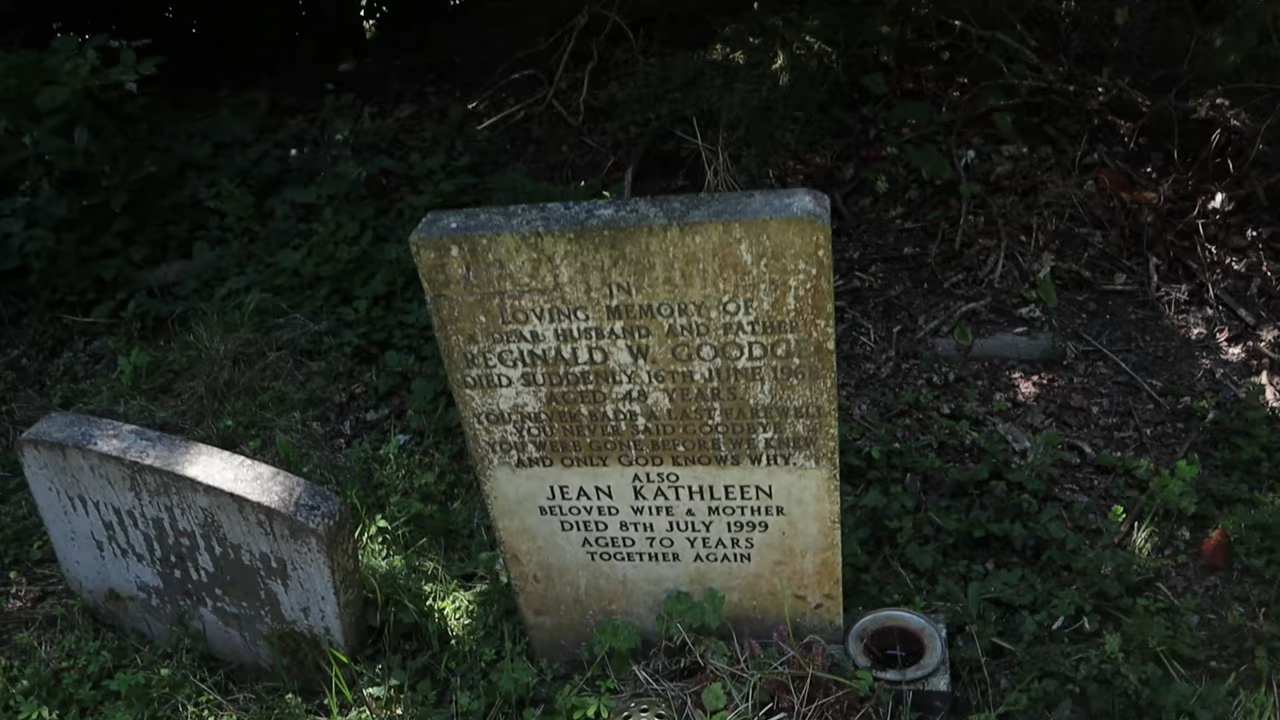 IN
LOVING MEMORY OF
A DEAR HUSBAND AND FATHER
REGINALD W.
DIED SUDDENLY 16TH JUNE
AGED 48 YEARS.
YOU NEVER BADE A LAST FAREWELL
YOU NEVER SAID GOODBYE
YOU WERE GONE BEFORE WE KNEW
AND ONLY GOD KNOWS WHY.
ALSO
JEAN KATHLEEN
BELOVED WIFE & MOTHER
DIED 8TH JULY 1999
AGED 70 YEARS
TOGETHER AGAIN